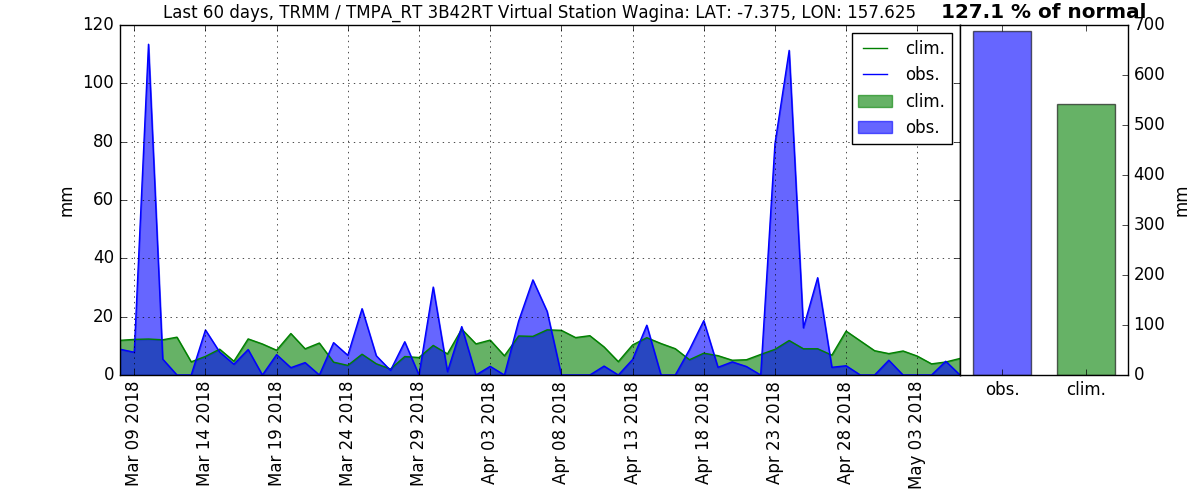 Last 60 days, TRMM / TMPA_RT 3B42RT Virtual Station Wagina: LAT: -7.375, LON: 157.625
127.1 % of normal
120
100
80
60
40
20
0
mm
clim.
obs.
clim.
obs.
Mar 09 2018
Mar 14 2018
Mar 19 2018
Mar 24 2018
Mar 29 2018
Apr 03 2018
Apr 08 2018
Apr 13 2018
Apr 18 2018
Apr 23 2018
Apr 28 2018
May 03 2018
700
600
500
400
300
200
100
0
mm
obs.
clim.